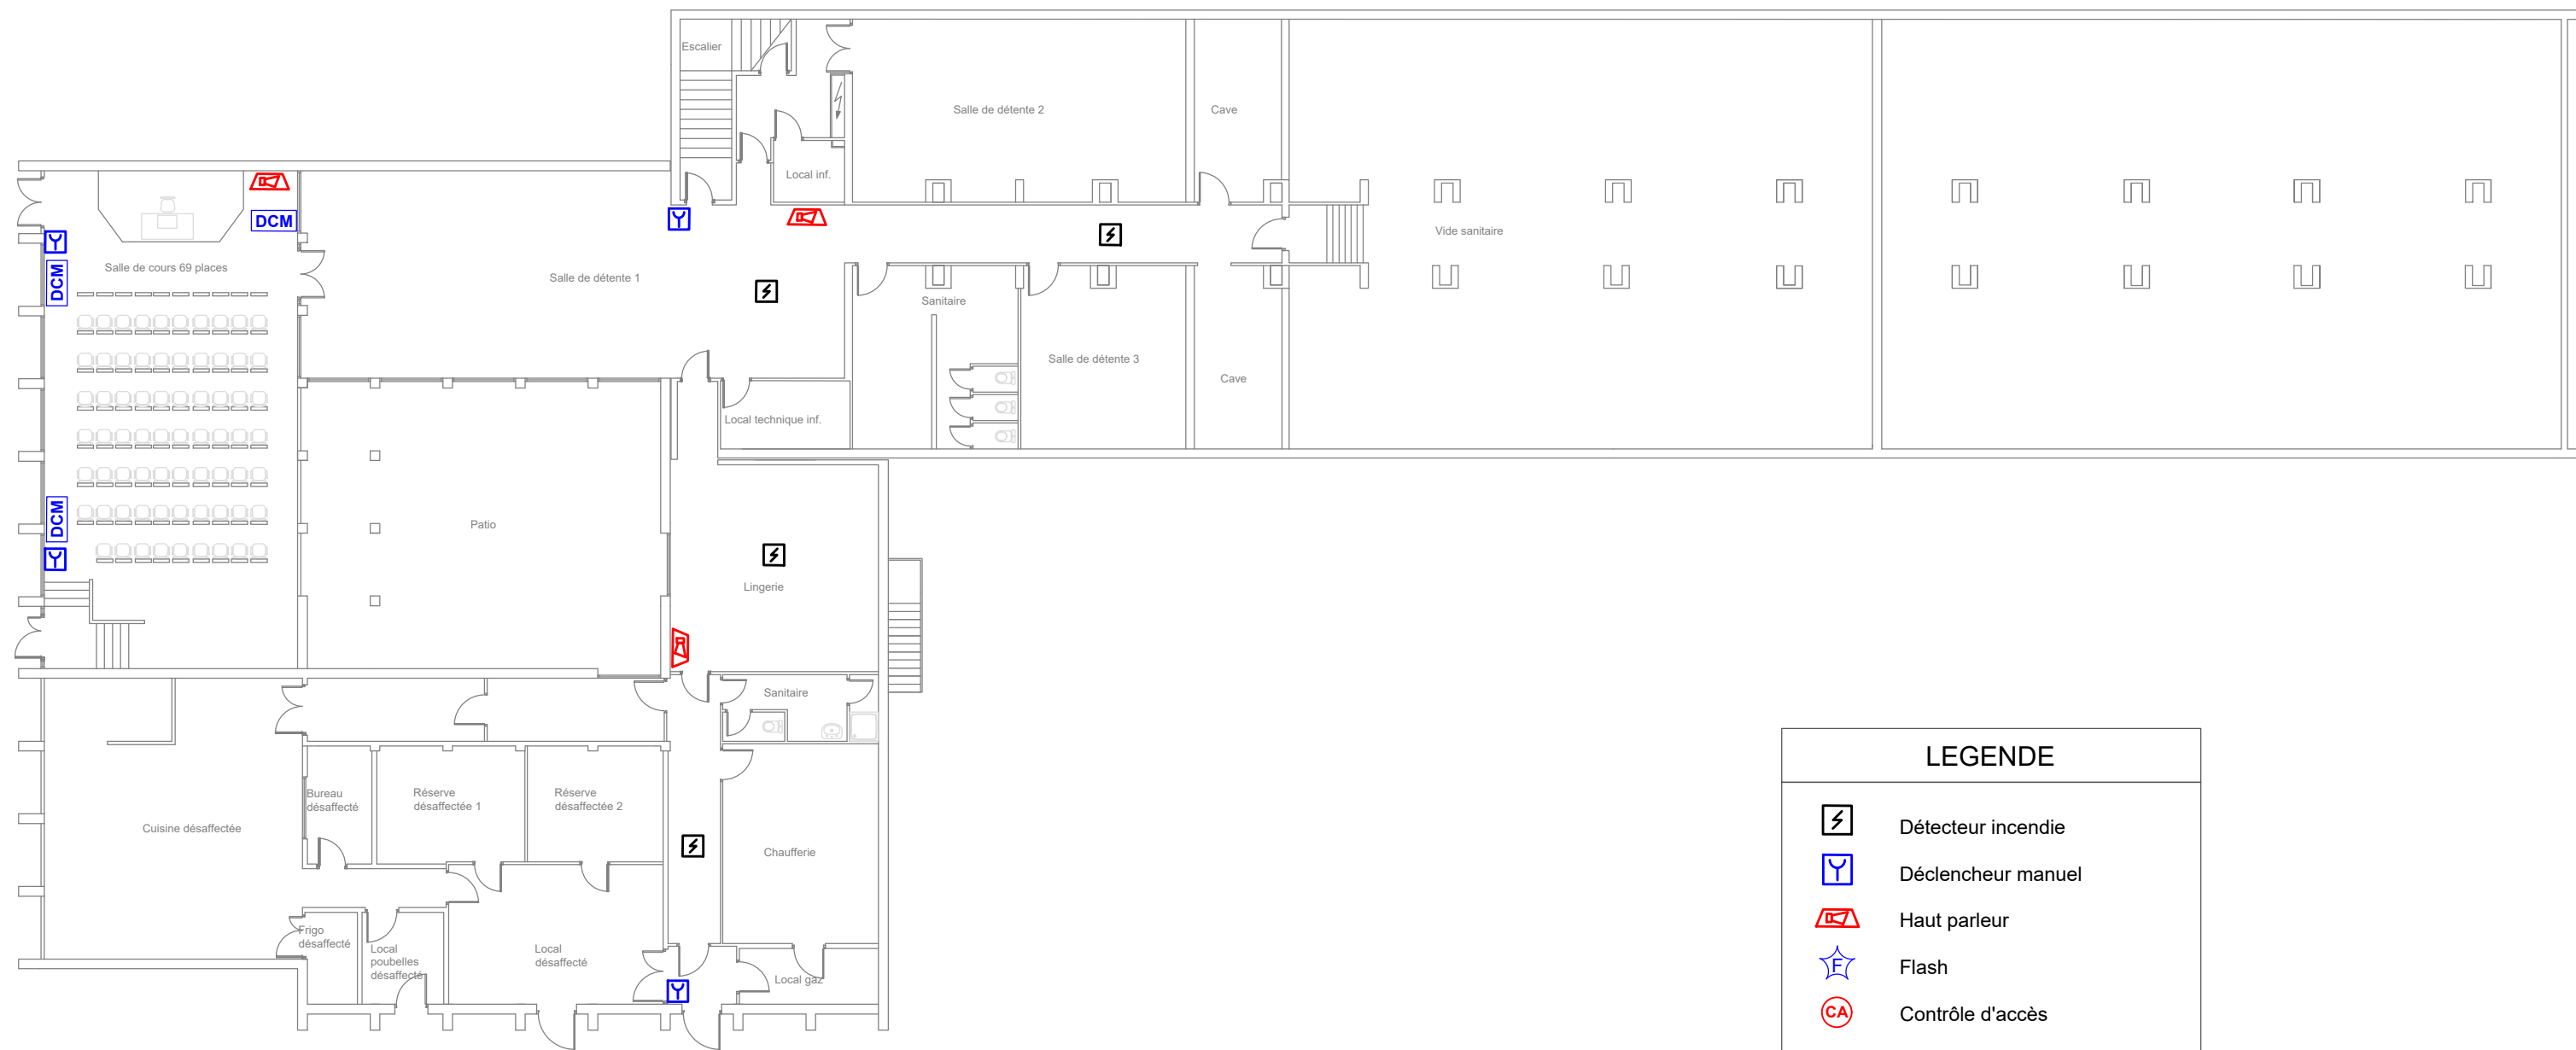 Escalier
Salle de détente 2
Cave
Local inf.
DCM
Vide sanitaire
Salle de cours 69 places
DCM
Salle de détente 1
Sanitaire
Salle de détente 3
Cave
Local technique inf.
DCM
Patio
Lingerie
Sanitaire
Bureau
désaffecté
Réserve
désaffectée 1
Réserve
désaffectée 2
Cuisine désaffectée
Chaufferie
Frigo
désaffecté
Local
poubelles
désaffecté
Local
désaffecté
Local gaz
LEGENDE
Détecteur incendie
Déclencheur manuel
Haut parleur
F
Flash
CA
Contrôle d'accès